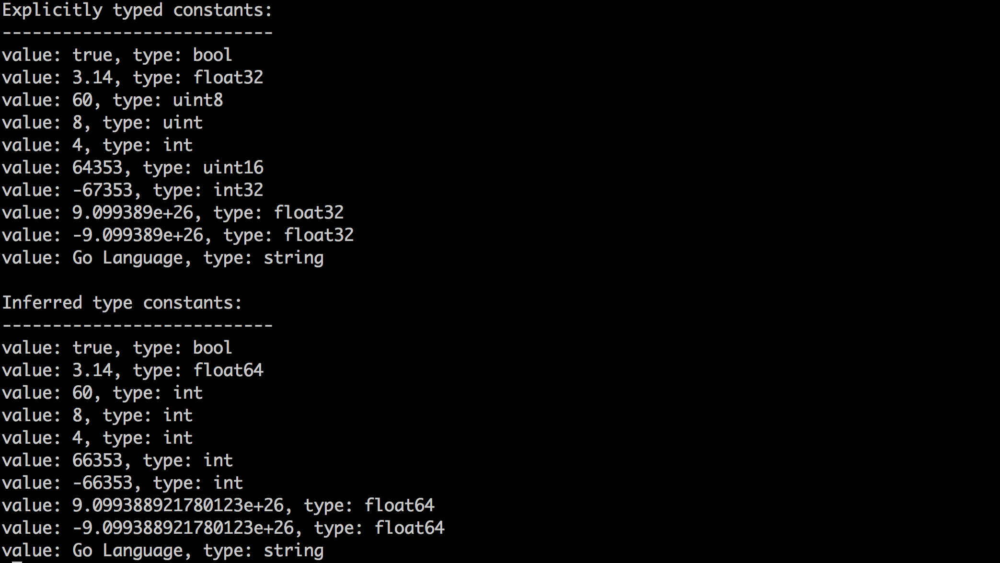 Explicitly typed constants:
---------------------------
value: true, type: bool
value: 3.14, type: float32
value: 60, type: uint8
value: 8, type: uint
value: 4, type: int
value: 64353, type: uint16
value: -67353, type: int32
value: 9.099389e+26, type: float32
value: -9.099389e+26, type: float32
value: Go Language, type: string

Inferred type constants:
---------------------------
value: true, type: bool
value: 3.14, type: float64
value: 60, type: int
value: 8, type: int
value: 4, type: int
value: 66353, type: int
value: -66353, type: int
value: 9.099388921780123e+26, type: float64
value: -9.099388921780123e+26, type: float64
value: Go Language, type: string